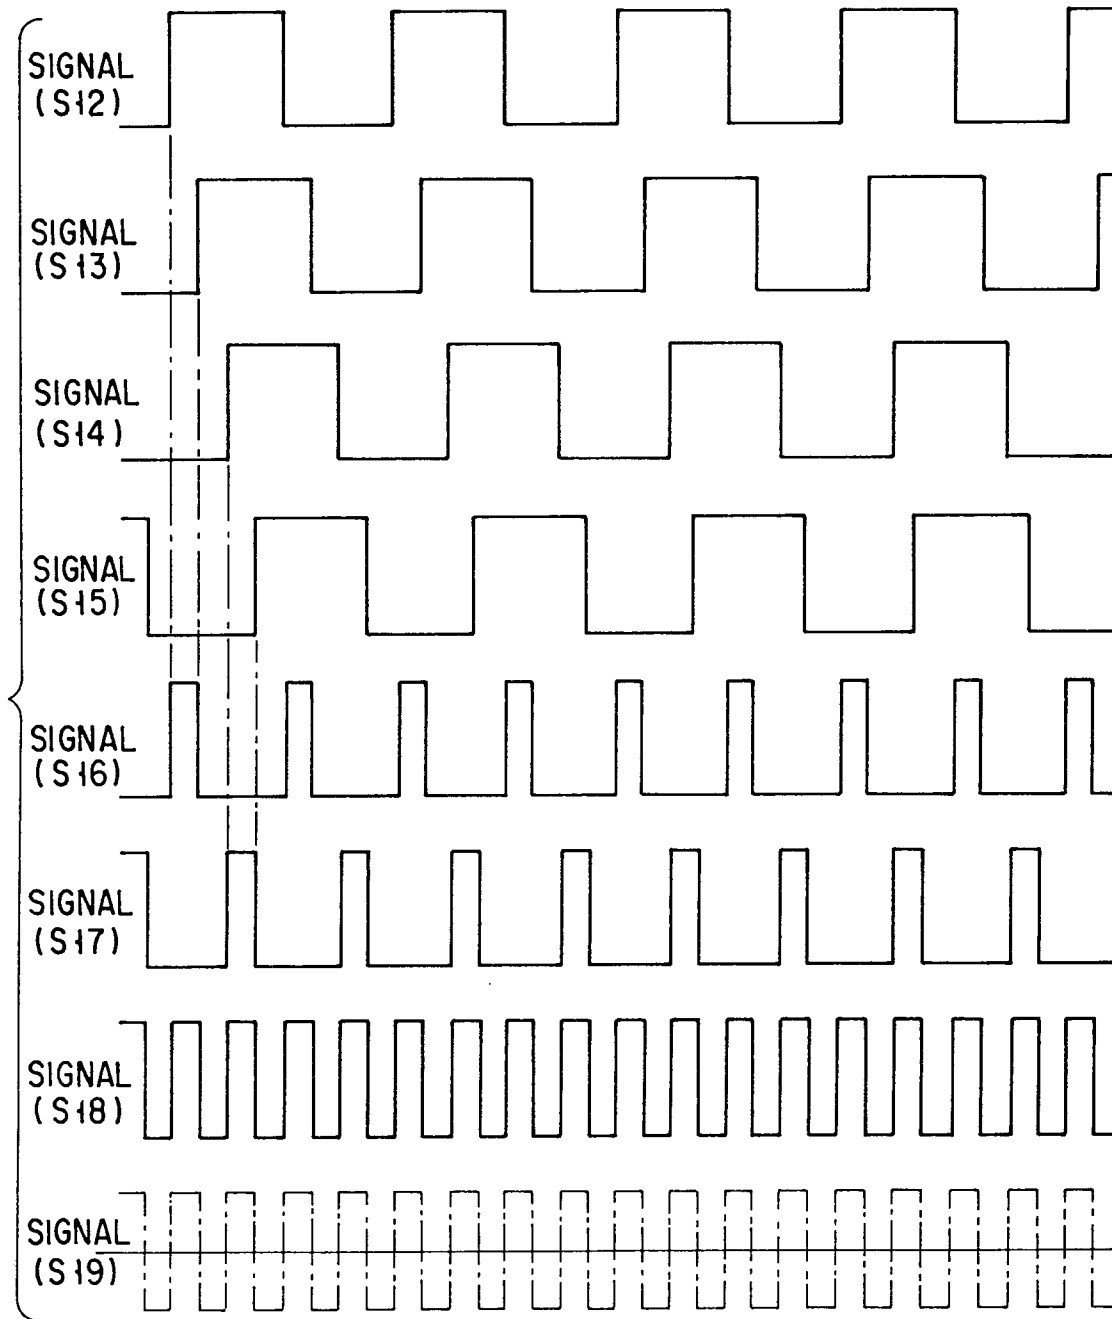 SIGNAL
(S12)
SIGNAL
(S13)
SIGNAL
(S14)
SIGNAL
(S15)
SIGNAL
(S16)
SIGNAL
(S17)
SIGNAL
(S18)
SIGNAL
(S19)